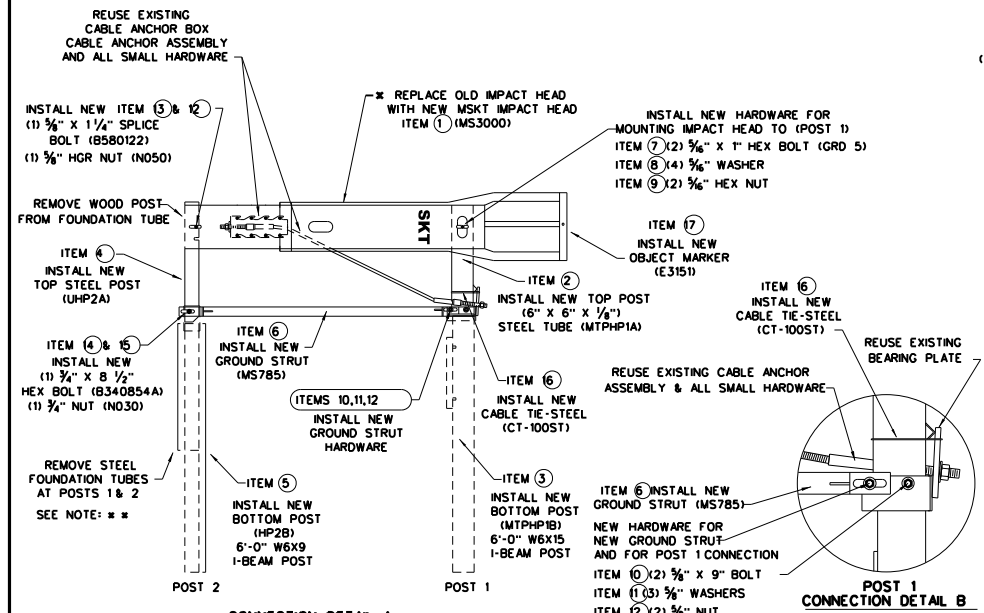 REUSE EXISTING
CABLE ANCHOR BOX
CABLE ANCHOR ASSEMBLY
AND ALL SMALL HARDWARE
* REPLACE OLD IMPACT HEAD
WITH NEW MSKT IMPACT HEAD
ITEM 1 (MS3000)
INSTALL NEW ITEM 13 & 12
(1) 5/8" X 1 1/4" SPLICE
BOLT (B580122)
(1) 5/8" HGR NUT (N050)
INSTALL NEW HARDWARE FOR
MOUNTING IMPACT HEAD TO (POST 1)
ITEM 7 (2) 5/16" X 1" HEX BOLT (GRD 5)
ITEM 8 (4) 5/16" WASHER
ITEM 9 (2) 5/16" HEX NUT
REMOVE WOOD POST
FROM FOUNDATION TUBE
SKT
ITEM 17
INSTALL NEW
OBJECT MARKER
(E3151)
ITEM 4
INSTALL NEW
TOP STEEL POST
(UHP2A)
ITEM 2
INSTALL NEW TOP POST
(6" X 6" X 1/8")
STEEL TUBE (MTPHP1A)
ITEM 16
INSTALL NEW
CABLE TIE-STEEL
(CT-100ST)
REUSE EXISTING
BEARING PLATE
ITEM 14 & 15
INSTALL NEW
(1) 3/4" X 8 1/2"
HEX BOLT (B340854A)
(1) 3/4" NUT (N030)
ITEM 6
INSTALL NEW
GROUND STRUT
(MS785)
ITEMS 10,11,12
INSTALL NEW
GROUND STRUT
HARDWARE
ITEM 16
INSTALL NEW
CABLE TIE-STEEL
(CT-100ST)
REUSE EXISTING CABLE ANCHOR
ASSEMBLY & ALL SMALL HARDWARE
REMOVE STEEL
FOUNDATION TUBES
AT POSTS 1 & 2
SEE NOTE: * *
ITEM 5
INSTALL NEW
BOTTOM POST
(HP2B)
6'-0" W6X9
I-BEAM POST
ITEM 3
INSTALL NEW
BOTTOM POST
(MTPHP1B)
6'-0" W6X15
I-BEAM POST
ITEM 6 INSTALL NEW
GROUND STRUT (MS785)
NEW HARDWARE FOR
NEW GROUND STRUT
AND FOR POST 1 CONNECTION
ITEM 10 (2) 5/8" X 9" BOLT
ITEM 11 (3) 5/8" WASHERS
ITEM 12 (2) 5/8" NUT
POST 2
POST 1
POST 1
CONNECTION DETAIL B
CONNECTION DETAIL A